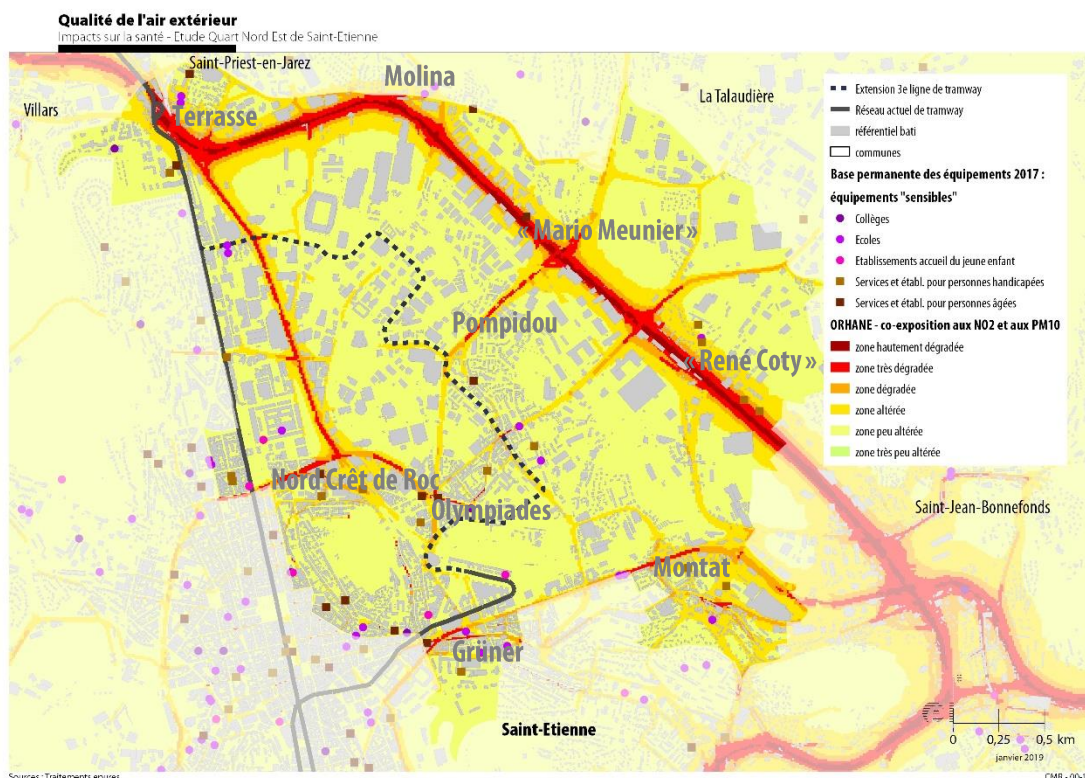 Qualité de l'air extérieur
Impacts sur la santé - Etude Quart Nord Est de Saint-Etienne
Saint-Priest-en-Jarez
Molina
Villars
Terrasse
La Talaudière
« Mario Meunier »
Pompidou
« René Coty »
Nord Crêt de Roc
Olympiades
Saint-Jean-Bonnefonds
Montat
Grüner
Saint-Etienne
Extension 3e ligne de tramway
Réseau actuel de tramway
référentiel bati
communes
Base permanente des équipements 2017 :
équipements "sensibles"
Collèges
Ecoles
Etablissements accueil du jeune enfant
Services et établ. pour personnes handicapées
Services et établ. pour personnes âgées
ORHANE - co-exposition aux NO2 et aux PM10
zone hautement dégradée
zone très dégradée
zone dégradée
zone altérée
zone peu altérée
zone très peu altérée
0 0,25 0,5 km
janvier 2019
Sources : Traitements epures